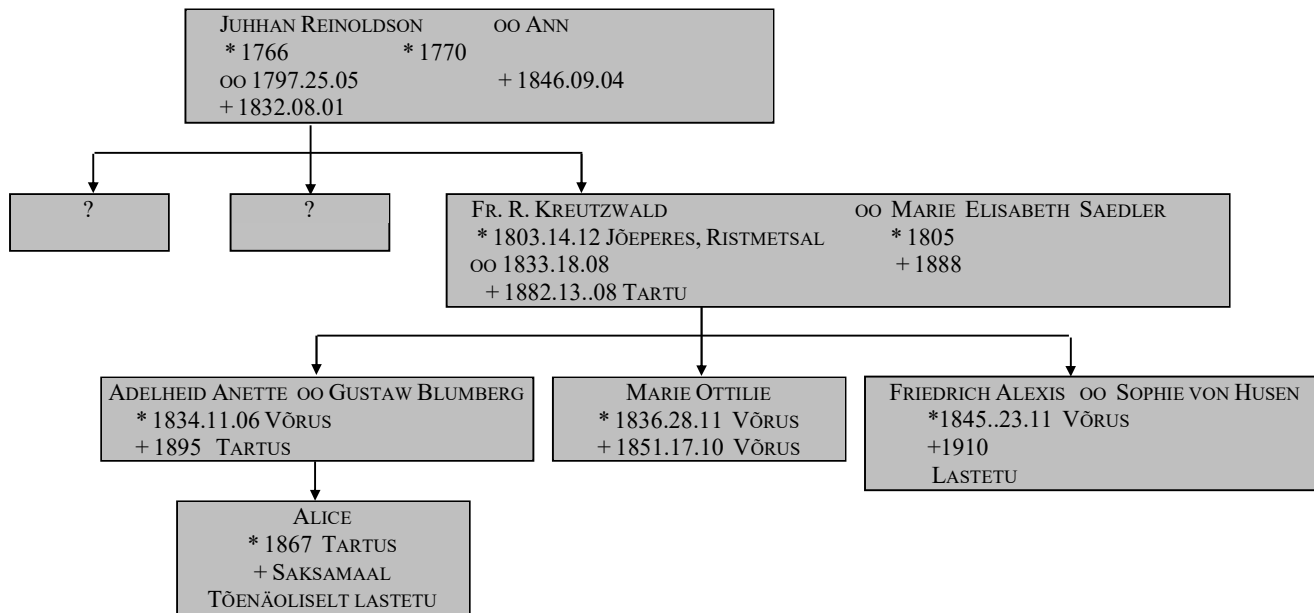 JUHHAN REINOLDSON OO ANN
* 1766 * 1770
OO 1797.25.05 + 1846.09.04
+ 1832.08.01
?
?
FR. R. KREUTZWALD OO MARIE ELISABETH SAEDLER
* 1803.14.12 JÕEPERES, RISTMETSAL * 1805
OO 1833.18.08 + 1888
+ 1882.13..08 TARTU
ADELHEID ANETTE OO GUSTAW BLUMBERG
* 1834.11.06 VÕRUS
+ 1895 TARTUS
MARIE OTTILIE
* 1836.28.11 VÕRUS
+ 1851.17.10 VÕRUS
FRIEDRICH ALEXIS OO SOPHIE VON HUSEN
*1845..23.11 VÕRUS
+1910
LASTETU
ALICE
* 1867 TARTUS
+ SAKSAMAAL
TÕENÄOLISELT LASTETU